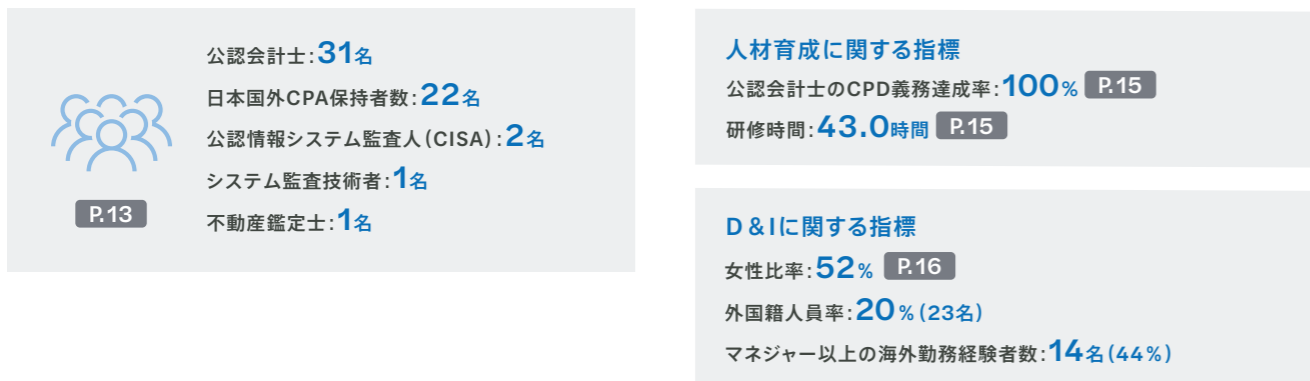 公認会計士:31名
日本国外CPA保持者数:22名
公認情報システム監査人(CISA):2名
システム監査技術者:1名
P.13
不動産鑑定士:1名
人材育成に関する指標
公認会計士のCPD義務達成率:100% P.15
研修時間:43.0時間 P.15
D&Iに関する指標
女性比率:52% P.16
外国籍人員率:20%(23名)
マネジャー以上の海外勤務経験者数:14名(44%)